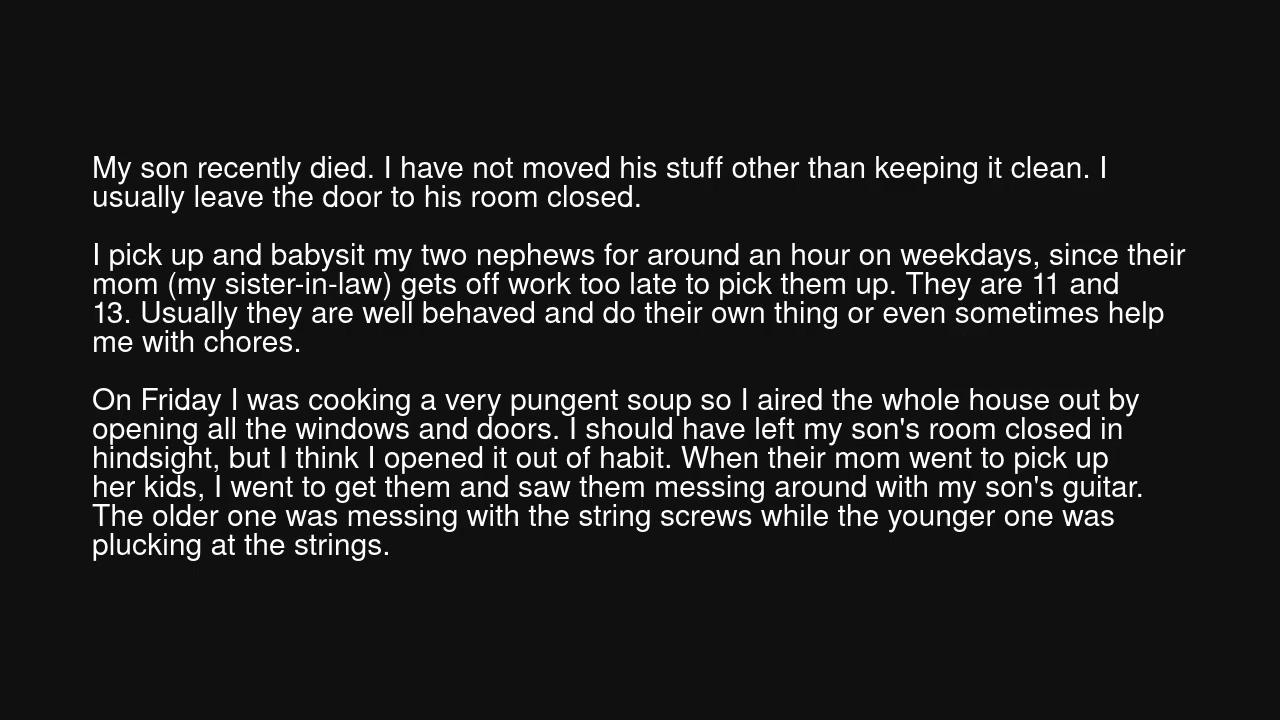 My son recently died. I have not moved his stuff other than keeping it clean. I
usually leave the door to his room closed.
I pick up and babysit my two nephews for around an hour on weekdays, since their
mom (my sister-in-law) gets off work too late to pick them up. They are 11 and
13. Usually they are well behaved and do their own thing or even sometimes help
me with chores.
On Friday I was cooking a very pungent soup so I aired the whole house out by
opening all the windows and doors. I should have left my son's room closed in
hindsight, but I think I opened it out of habit. When their mom went to pick up
her kids, I went to get them and saw them messing around with my son's guitar.
The older one was messing with the string screws while the younger one was
plucking at the strings.